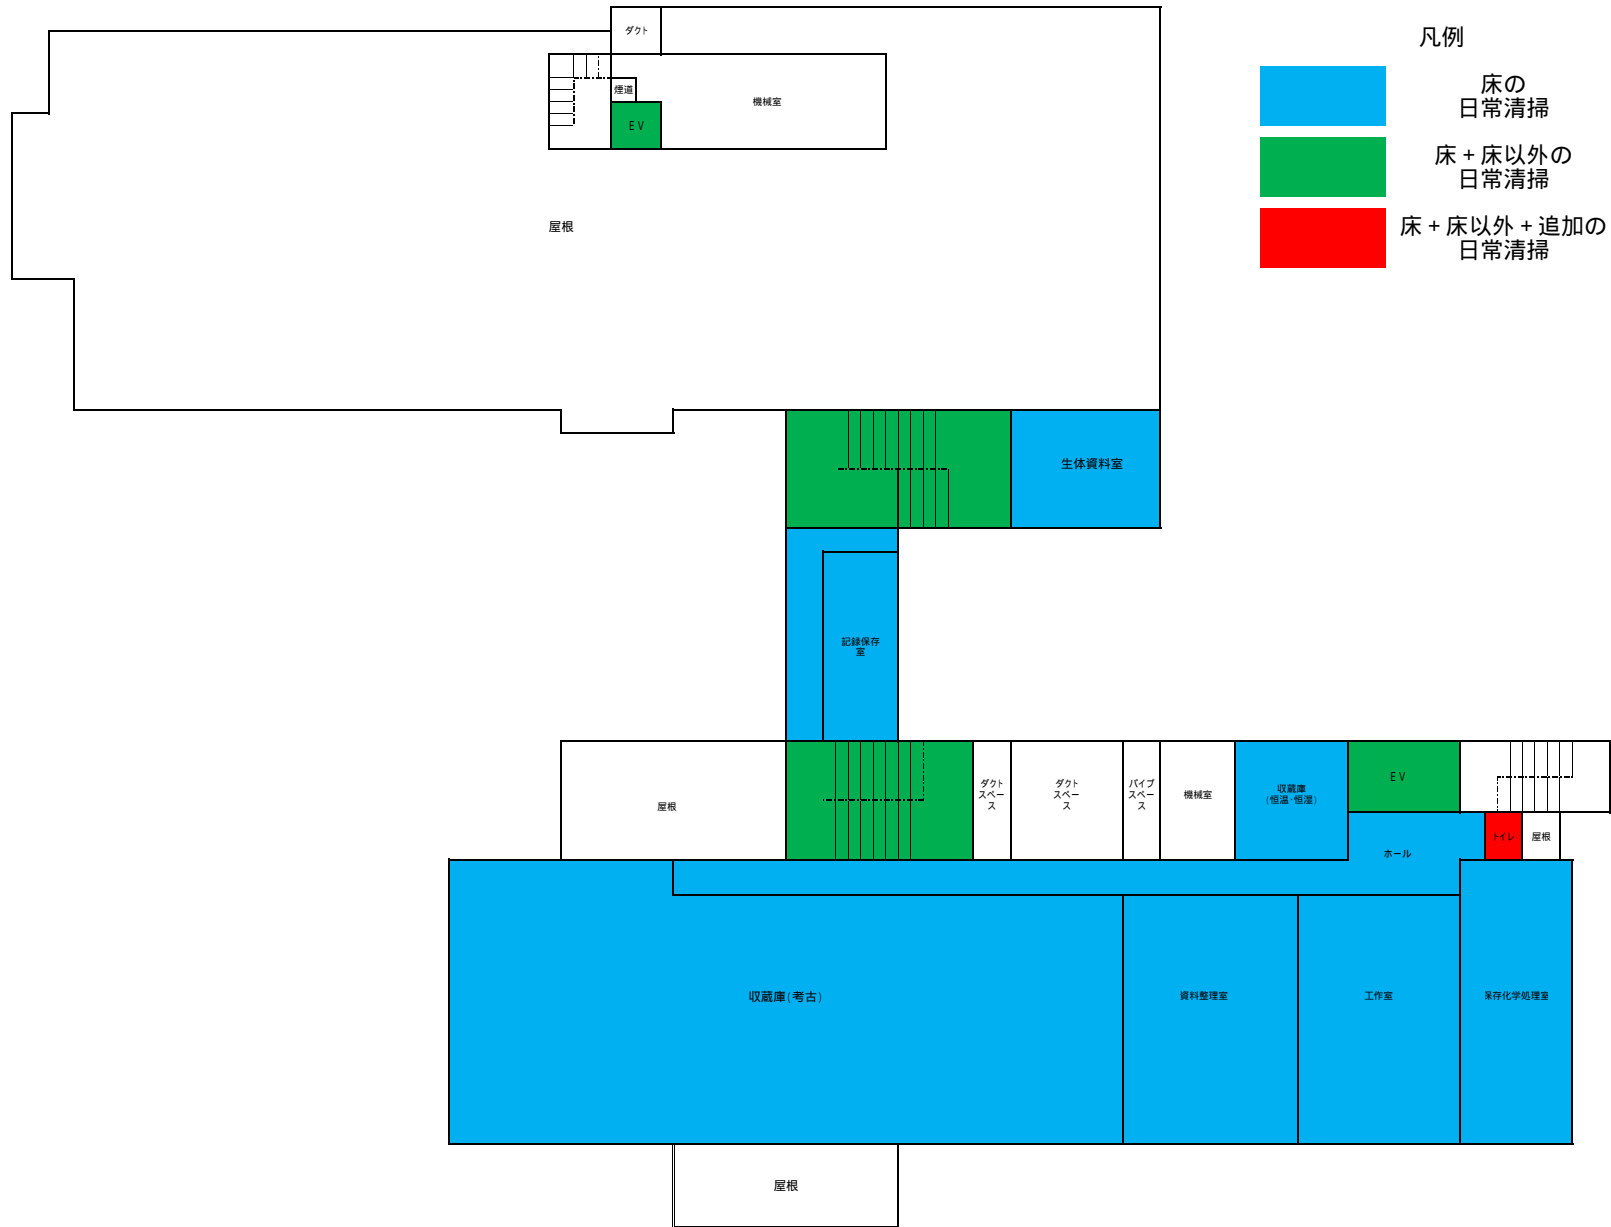 ダクト
凡例
床の
日常清掃
煙道
機械室
ＥＶ
床 + 床以外の
日常清掃
床 + 床以外 + 追加の
日常清掃
屋根
生体資料室
記録保存
室
屋根
ダクト
スペー
ス
ダクト
スペー
ス
パイプ
スペー
ス
機械室
収蔵庫
(恒温・恒湿)
ＥＶ
ホール
トイレ
屋根
収蔵庫(考古)
資料整理室
工作室
保存化学処理室
屋根